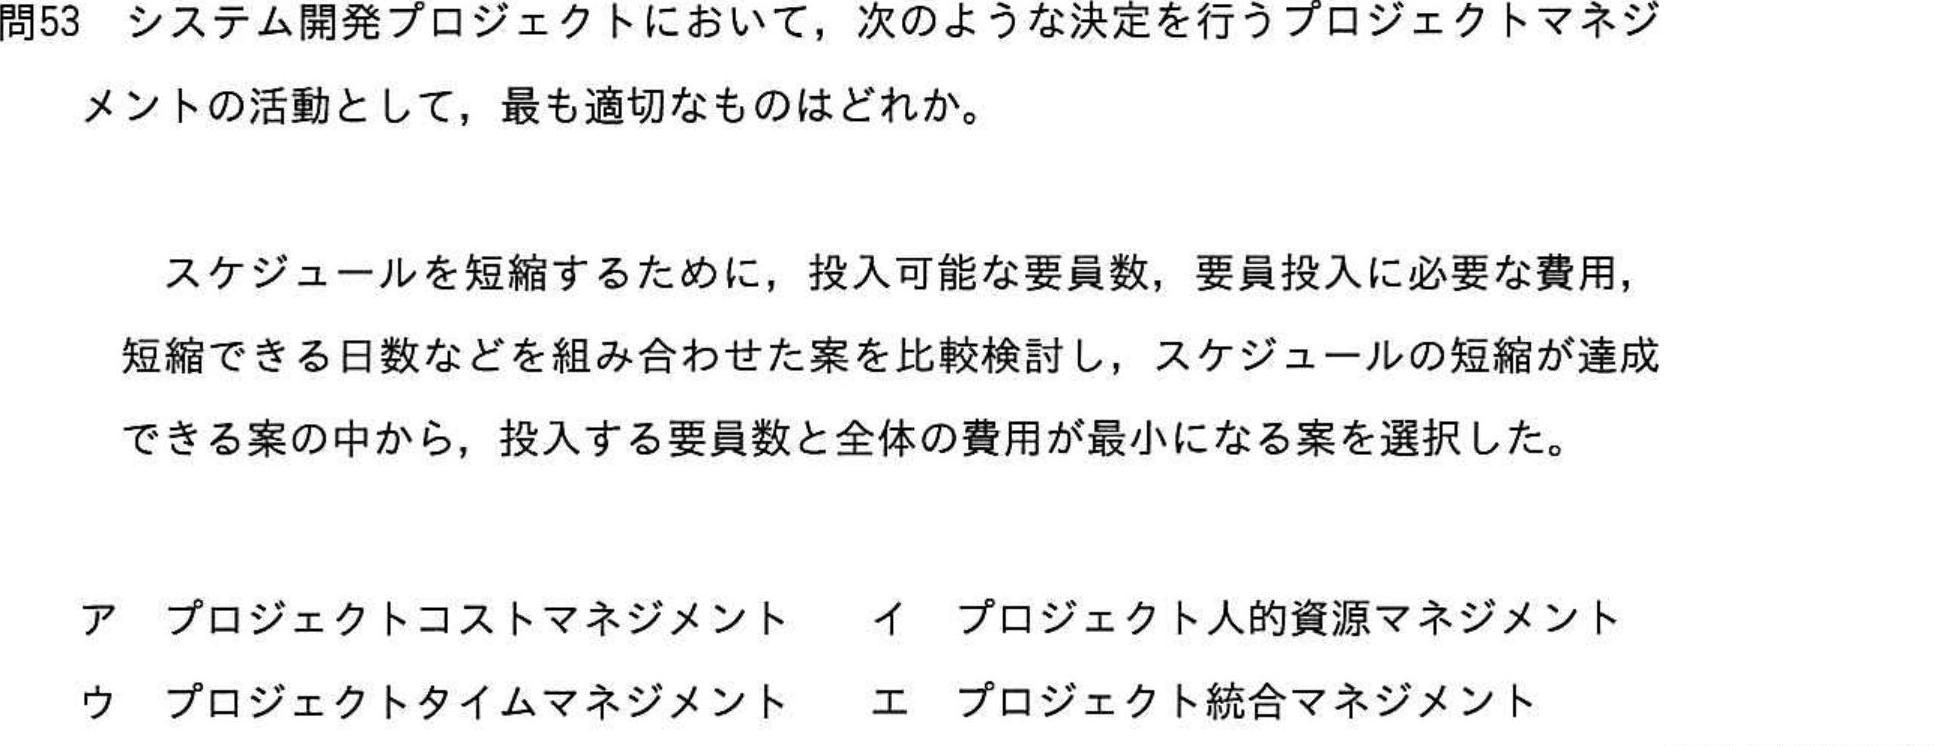 問53　システム開発プロジェクトにおいて，次のような決定を行うプロジェクトマネジ
メントの活動として，最も適切なものはどれか。
スケジュールを短縮するために，投入可能な要員数，要員投入に必要な費用，
短縮できる日数などを組み合わせた案を比較検討し，スケジュールの短縮が達成
できる案の中から，投入する要員数と全体の費用が最小になる案を選択した。
ア　プロジェクトコストマネジメント　　イ　プロジェクト人的資源マネジメント
ウ　プロジェクトタイムマネジメント　　エ　プロジェクト統合マネジメント